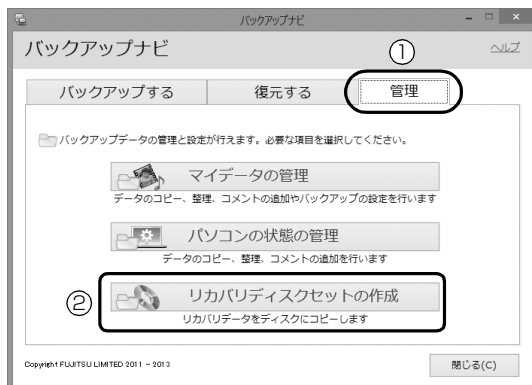 バックアップナビ
バックアップナビ
①
ヘルプ
バックアップする
復元する
管理
バックアップデータの管理と設定が行えます。必要な項目を選択してください。
マイデータの管理
データのコピー、整理、コメントの追加やバックアップの設定を行います
パソコンの状態の管理
データのコピー、整理、コメントの追加を行います
②
リカバリディスクセットの作成
リカバリデータをディスクにコピーします
Copyright FUJITSU LIMITED 2011 - 2013
閉じる(C)